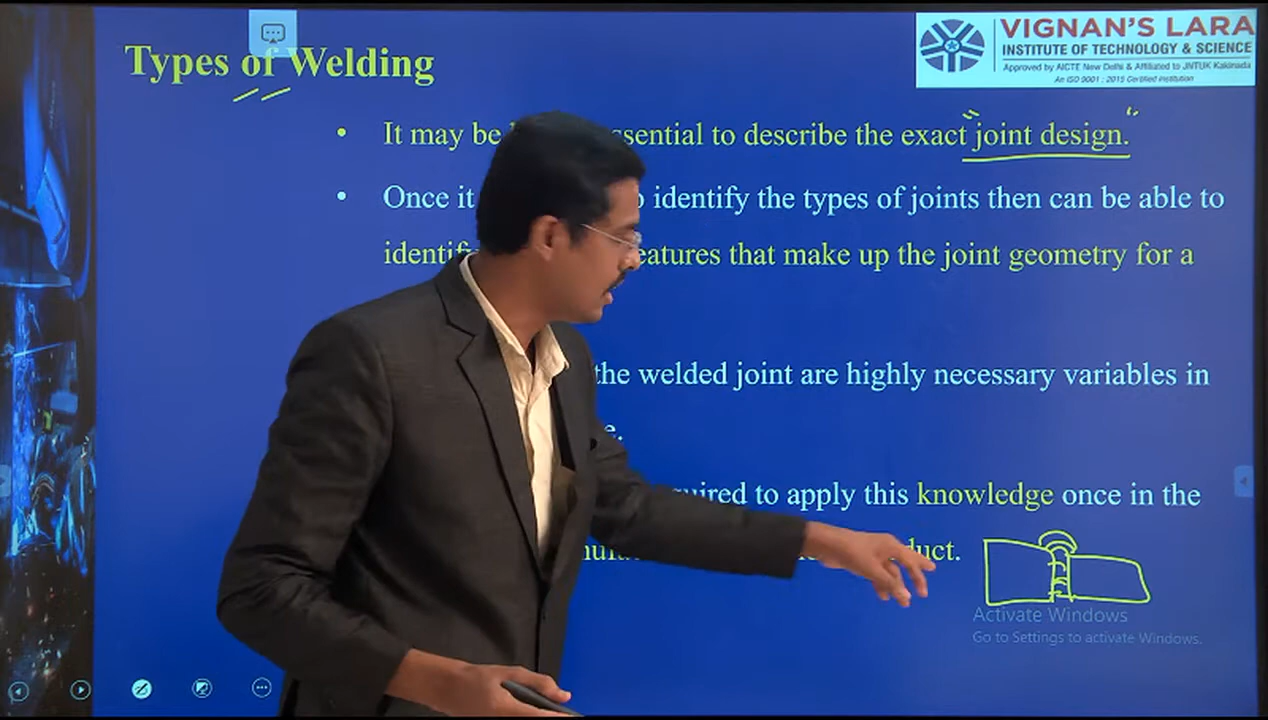 Types of Welding
VIGNAN'S LARA
INSTITUTE OF TECHNOLOGY & SCIENCE
Approved by AICTE New Delhi & Affiliated to JNTUK Kakinada
An ISO 9001 : 2015 Certified Institution
• It may be essential to describe the exact "joint design."
• Once it identify the types of joints then can be able to
features that make up the joint geometry for a
the welded joint are highly necessary variables in
to apply this knowledge once in the
Activate Windows
Go to Settings to activate Windows.